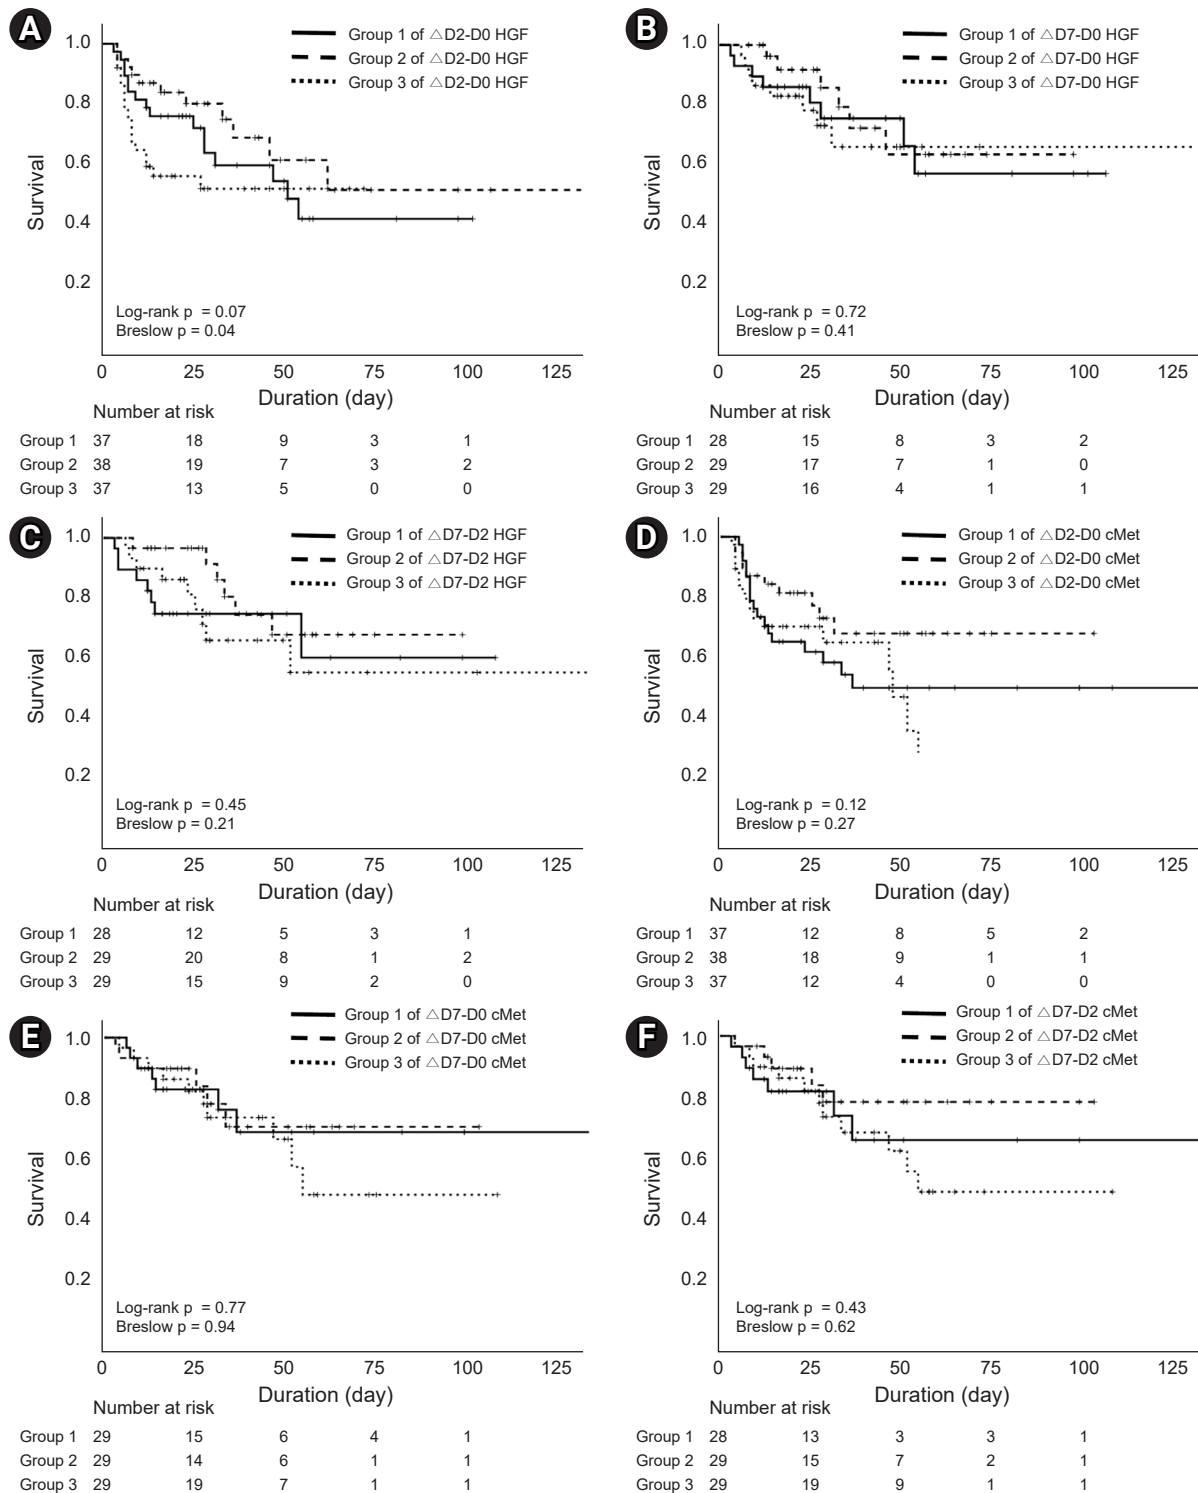 A
1.0
0.8
0.6
0.4
0.2
Survival
Group 1 of △D2-D0 HGF
Group 2 of △D2-D0 HGF
Group 3 of △D2-D0 HGF
Log-rank p = 0.07
Breslow p = 0.04
0 25 50 75 100 125
Duration (day)
Number at risk
Group 1 37 18 9 3 1
Group 2 38 19 7 3 2
Group 3 37 13 5 0 0
B
1.0
0.8
0.6
0.4
0.2
Survival
Group 1 of △D7-D0 HGF
Group 2 of △D7-D0 HGF
Group 3 of △D7-D0 HGF
Log-rank p = 0.72
Breslow p = 0.41
0 25 50 75 100 125
Duration (day)
Number at risk
Group 1 28 15 8 3 2
Group 2 29 17 7 1 0
Group 3 29 16 4 1 1
C
1.0
0.8
0.6
0.4
0.2
Survival
Group 1 of △D7-D2 HGF
Group 2 of △D7-D2 HGF
Group 3 of △D7-D2 HGF
Log-rank p = 0.45
Breslow p = 0.21
0 25 50 75 100 125
Duration (day)
Number at risk
Group 1 28 12 5 3 1
Group 2 29 20 8 1 2
Group 3 29 15 9 2 0
D
1.0
0.8
0.6
0.4
0.2
Survival
Group 1 of △D2-D0 cMet
Group 2 of △D2-D0 cMet
Group 3 of △D2-D0 cMet
Log-rank p = 0.12
Breslow p = 0.27
0 25 50 75 100 125
Duration (day)
Number at risk
Group 1 37 12 8 5 2
Group 2 38 18 9 1 1
Group 3 37 12 4 0 0
E
1.0
0.8
0.6
0.4
0.2
Survival
Group 1 of △D7-D0 cMet
Group 2 of △D7-D0 cMet
Group 3 of △D7-D0 cMet
Log-rank p = 0.77
Breslow p = 0.94
0 25 50 75 100 125
Duration (day)
Number at risk
Group 1 29 15 6 4 1
Group 2 29 14 6 1 1
Group 3 29 19 7 1 1
F
1.0
0.8
0.6
0.4
0.2
Survival
Group 1 of △D7-D2 cMet
Group 2 of △D7-D2 cMet
Group 3 of △D7-D2 cMet
Log-rank p = 0.43
Breslow p = 0.62
0 25 50 75 100 125
Duration (day)
Number at risk
Group 1 28 13 3 3 1
Group 2 29 15 7 2 1
Group 3 29 19 9 1 1